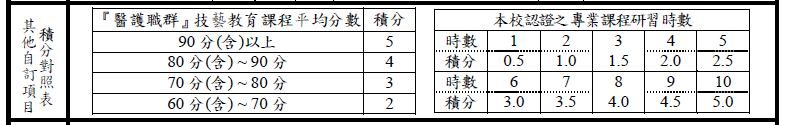 其他自訂項目
積分對照表
『醫護職群』技藝教育課程平均分數 積分
90 分(含)以上 5
80 分(含)~90 分 4
70 分(含)~80 分 3
60 分(含)~70 分 2
本校認證之專業課程研習時數
時數 1 2 3 4 5
積分 0.5 1.0 1.5 2.0 2.5
時數 6 7 8 9 10
積分 3.0 3.5 4.0 4.5 5.0